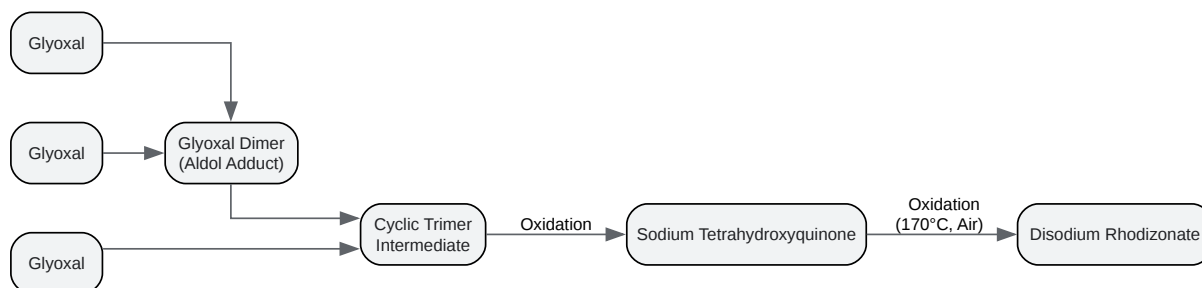 Glyoxal
Glyoxal
Glyoxal Dimer
(Aldol Adduct)
Glyoxal
Cyclic Trimer
Intermediate
Oxidation
Sodium Tetrahydroxyquinone
Oxidation
(170°C, Air)
Disodium Rhodizonate